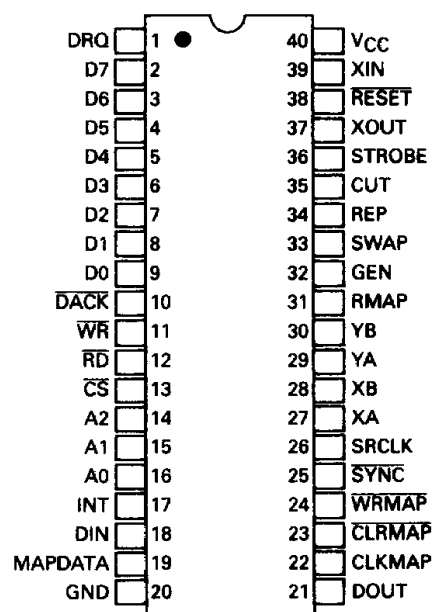 DRQ 1 40 VCC
D7 2 39 XIN
D6 3 38 RESET
D5 4 37 XOUT
D4 5 36 STROBE
D3 6 35 CUT
D2 7 34 REP
D1 8 33 SWAP
D0 9 32 GEN
DACK 10 31 RMAP
WR 11 30 YB
RD 12 29 YA
CS 13 28 XB
A2 14 27 XA
A1 15 26 SRCLK
A0 16 25 SYNC
INT 17 24 WRMAP
DIN 18 23 CLRMAP
MAPDATA 19 22 CLKMAP
GND 20 21 DOUT